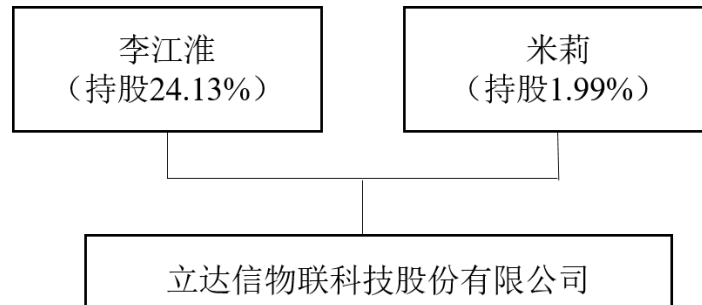 李江淮
（持股24.13%）
米莉
（持股1.99%）
立达信物联科技股份有限公司